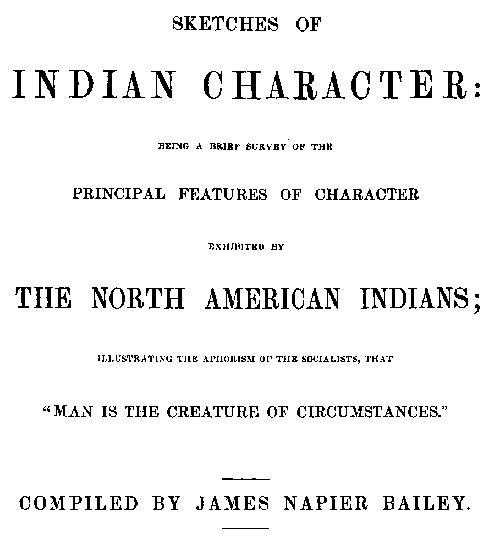 SKETCHES OF
INDIAN CHARACTER:
BEING A BRIEF SURVEY OF THE
PRINCIPAL FEATURES OF CHARACTER
EXHIBITED BY
THE NORTH AMERICAN INDIANS;
ILLUSTRATING THE APHORISM OF THE SOCIALISTS, THAT
"MAN IS THE CREATURE OF CIRCUMSTANCES."
COMPILED BY JAMES NAPIER BAILEY.